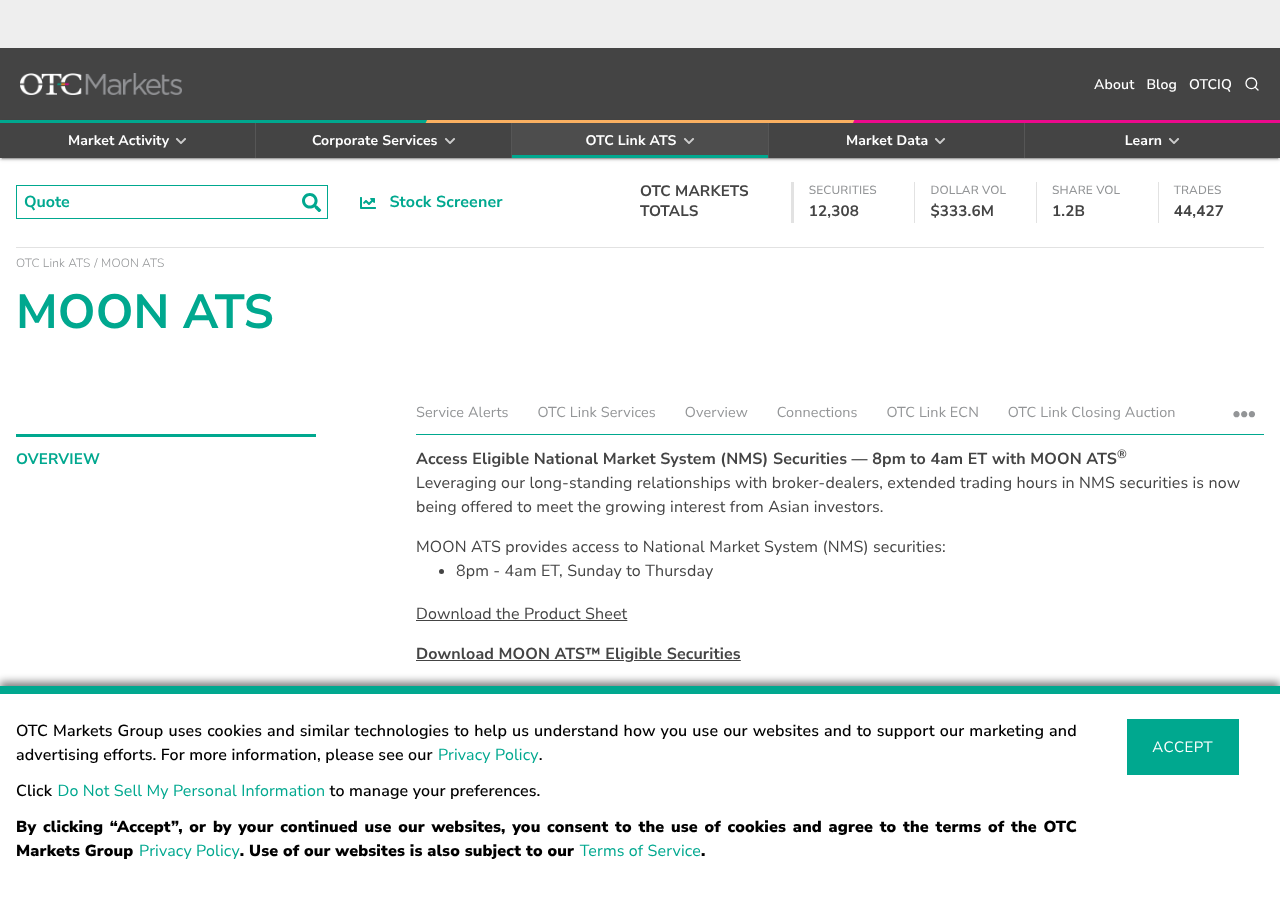 OTCMarkets
About Blog OTCIQ
Market Activity Corporate Services OTC Link ATS Market Data Learn
Quote
Stock Screener
OTC MARKETS TOTALS
SECURITIES
12,308
DOLLAR VOL
$333.6M
SHARE VOL
1.2B
TRADES
44,427
OTC Link ATS / MOON ATS
MOON ATS
Service Alerts OTC Link Services Overview Connections OTC Link ECN OTC Link Closing Auction
OVERVIEW
Access Eligible National Market System (NMS) Securities — 8pm to 4am ET with MOON ATS®
Leveraging our long-standing relationships with broker-dealers, extended trading hours in NMS securities is now
being offered to meet the growing interest from Asian investors.
MOON ATS provides access to National Market System (NMS) securities:
• 8pm - 4am ET, Sunday to Thursday
Download the Product Sheet
Download MOON ATS™ Eligible Securities
OTC Markets Group uses cookies and similar technologies to help us understand how you use our websites and to support our marketing and
advertising efforts. For more information, please see our Privacy Policy.
Click Do Not Sell My Personal Information to manage your preferences.
By clicking “Accept”, or by your continued use our websites, you consent to the use of cookies and agree to the terms of the OTC
Markets Group Privacy Policy. Use of our websites is also subject to our Terms of Service.
ACCEPT